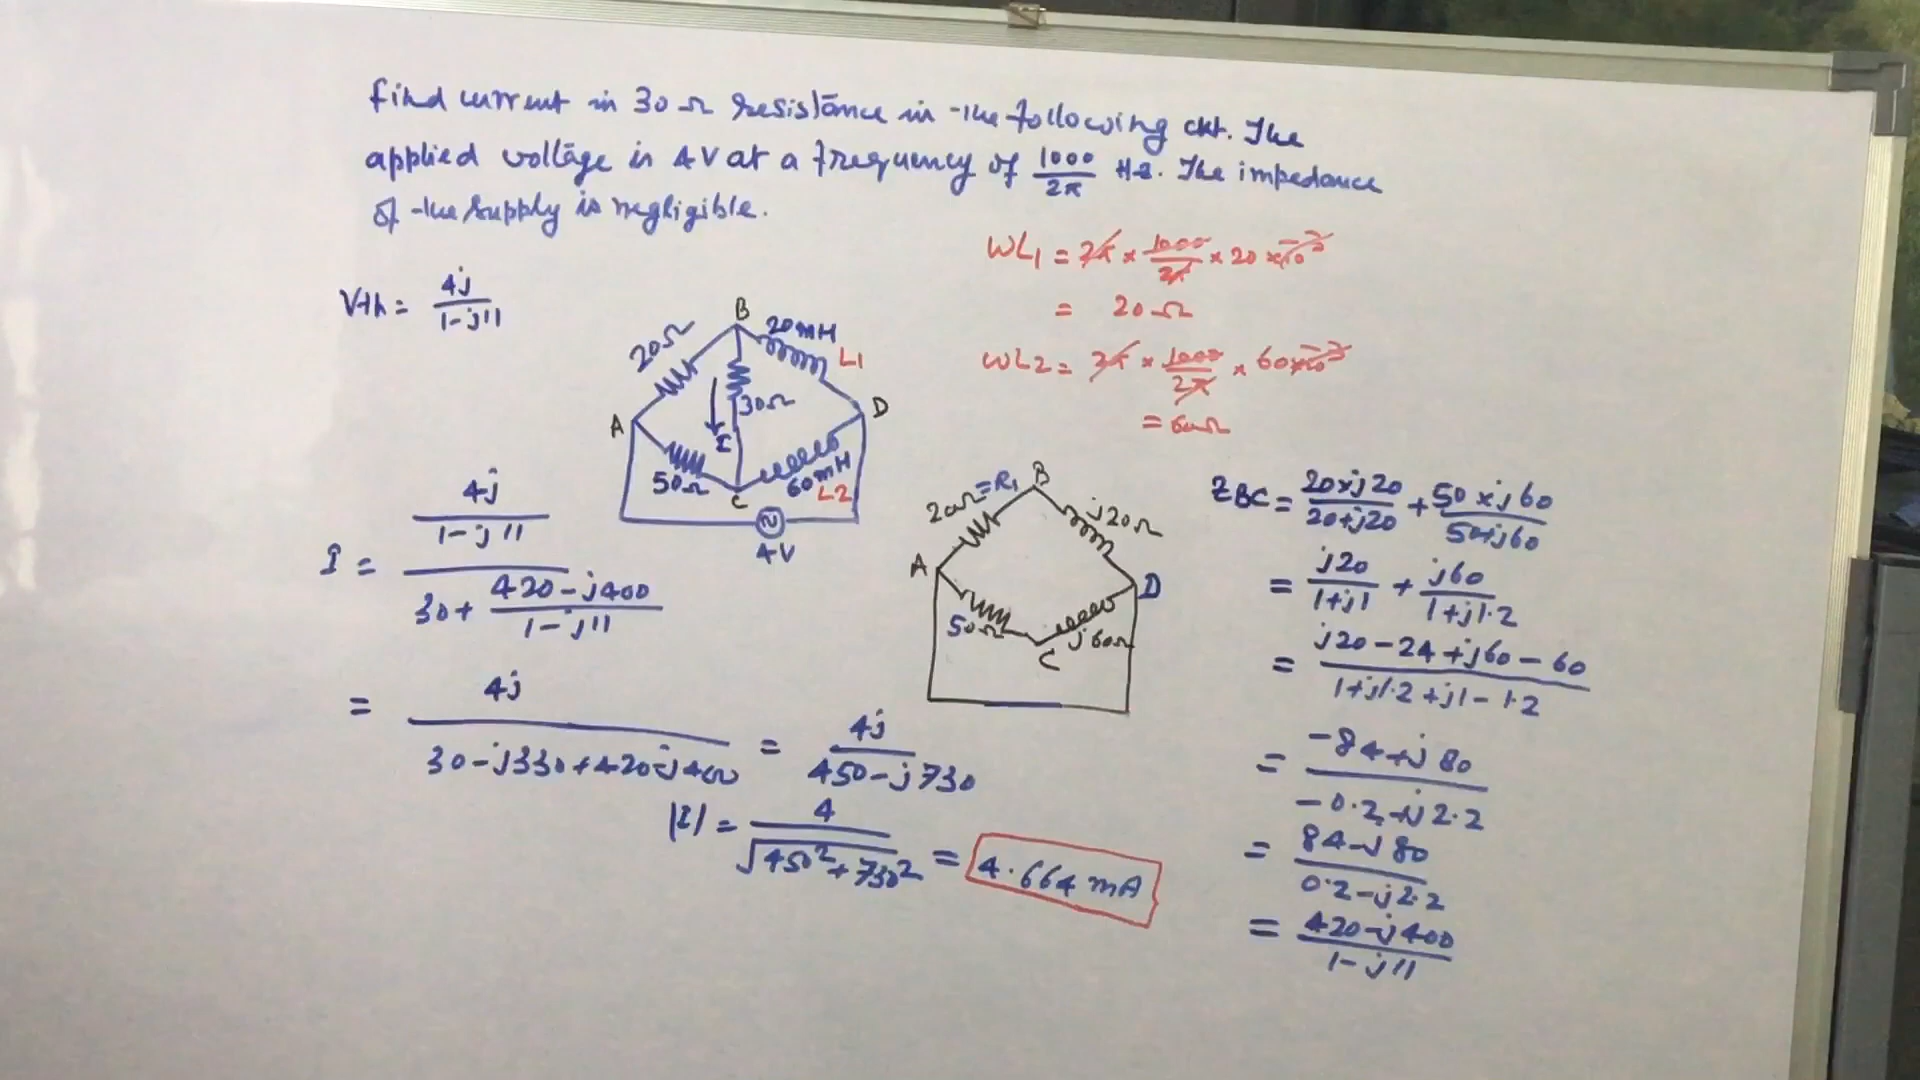 Find current in 30 Ω resistance in the following ckt. The
applied voltage is 4V at a frequency of 1000/2π Hz. The impedance
of the supply is negligible.
Vth = 4j/(1-j11)
ωL1 = 2π × 1000/2π × 20 × 10^-3
= 20 Ω
ωL2 = 2π × 1000/2π × 60 × 10^-3
= 60Ω
B
20Ω
20mH
L1
30Ω
A
D
I
50Ω
C
60mH
L2
4V
B
20Ω=R1
j20Ω
A
D
50Ω
C
j60Ω
I = (4j/(1-j11))/(30+(420-j400)/(1-j11))
= 4j/(30-j330+420-j400) = 4j/(450-j730)
|I| = 4/√(450²+730²) = 4.664 mA
ZBC = (20×j20)/(20+j20) + (50×j60)/(50+j60)
= j20/(1+j1) + j60/(1+j1.2)
= (j20-24+j60-60)/(1+j1.2+j1-1.2)
= (-84+j80)/(-0.2+j2.2)
= (84-j80)/(0.2-j2.2)
= (420-j400)/(1-j11)